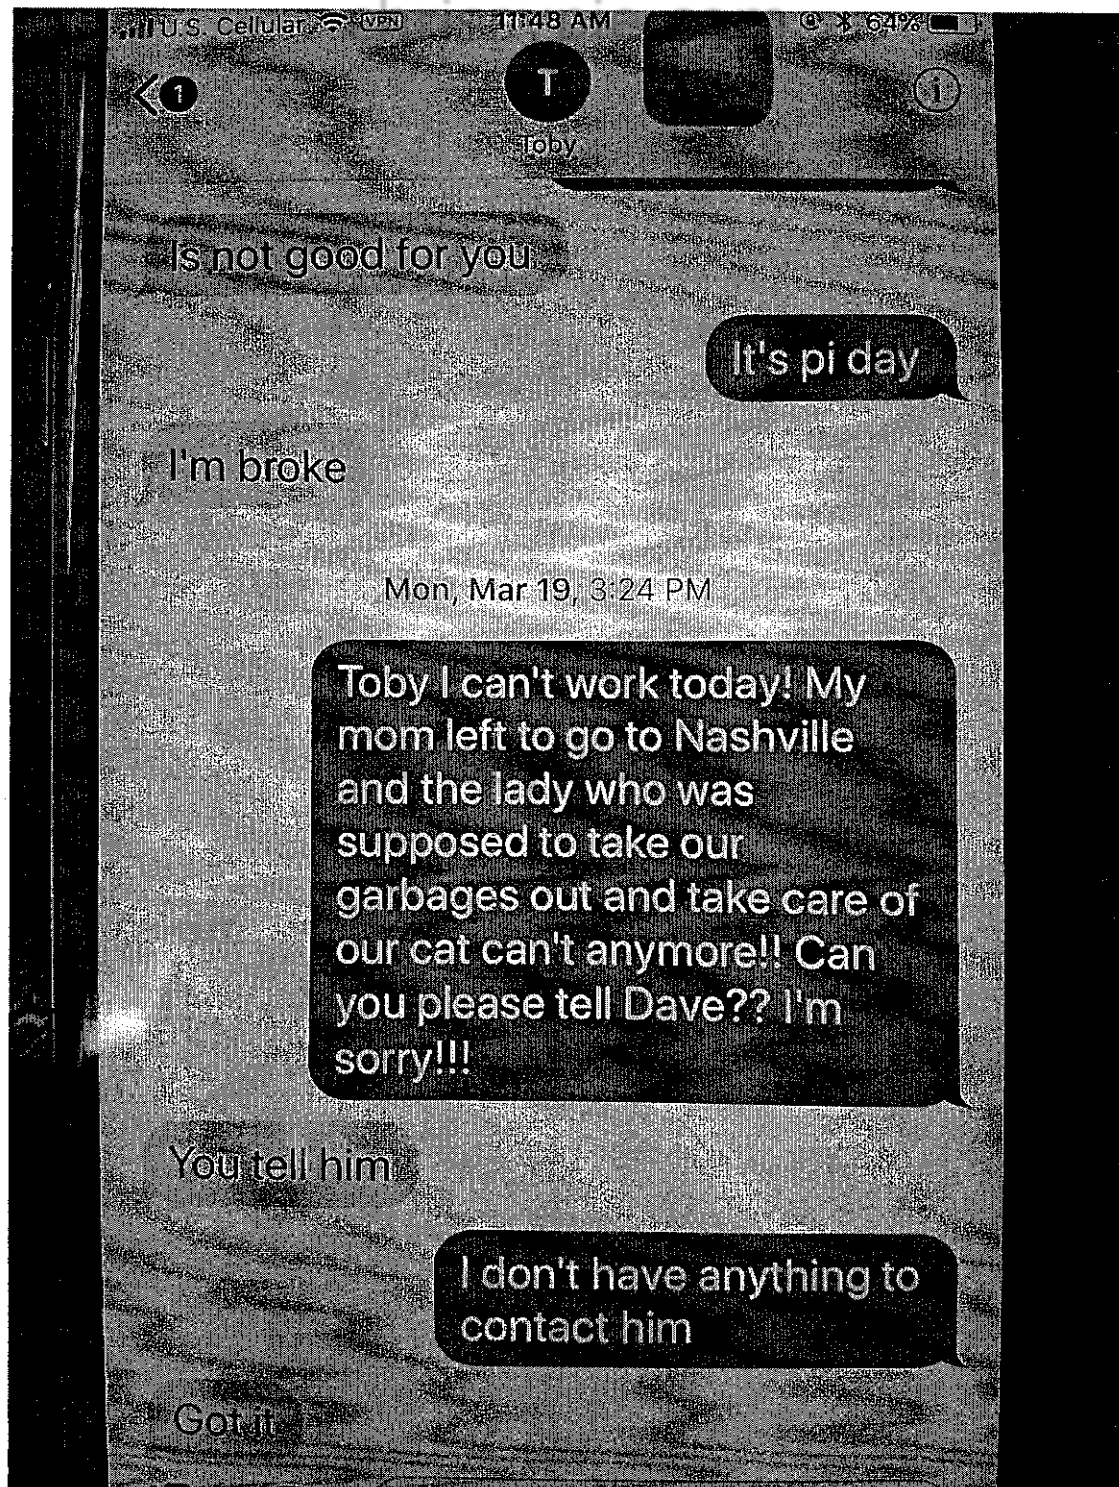 U.S. Cellular VPN 11:48 AM 64%
1
T
i
Toby
Is not good for you
It's pi day
I'm broke
Mon, Mar 19, 3:24 PM
Toby I can't work today! My
mom left to go to Nashville
and the lady who was
supposed to take our
garbages out and take care of
our cat can't anymore!! Can
you please tell Dave?? I'm
sorry!!!
You tell him
I don't have anything to
contact him
Got it